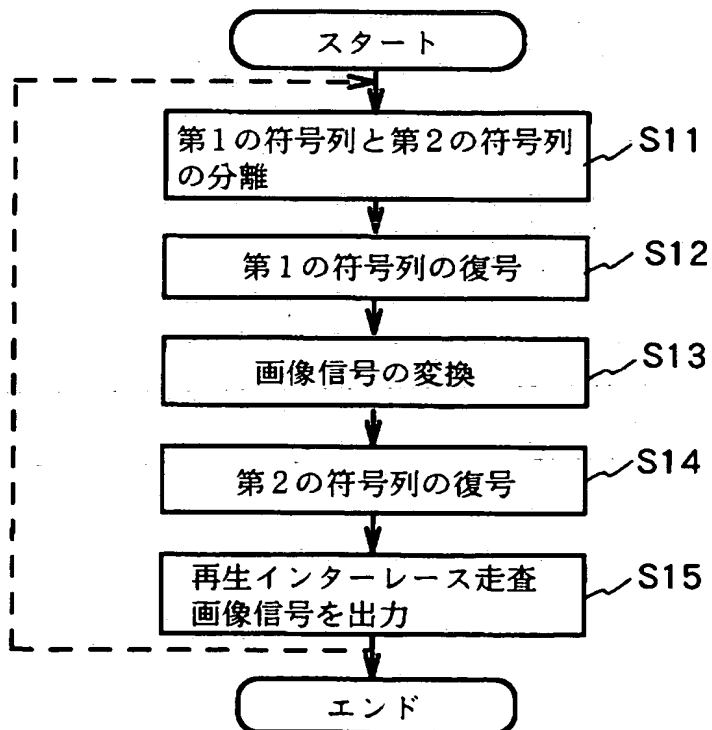 スタート
第1の符号列と第2の符号列
の分離
S11
第1の符号列の復号
S12
画像信号の変換
S13
第2の符号列の復号
S14
再生インターレース走査
画像信号を出力
S15
エンド